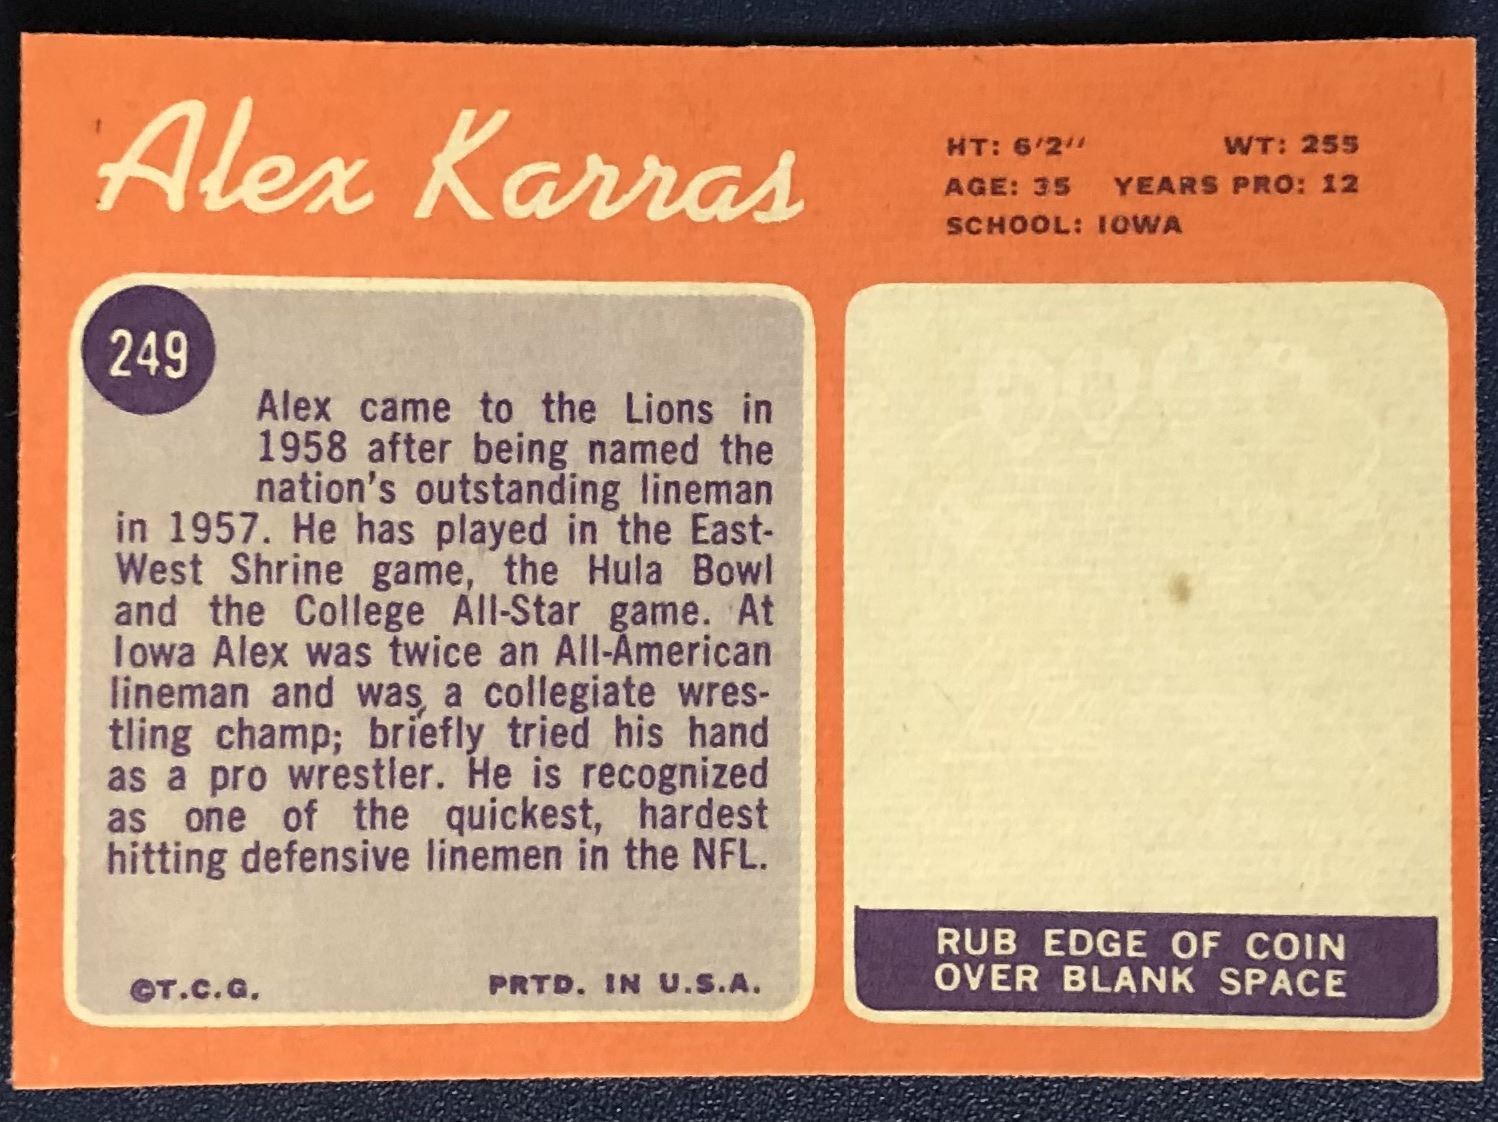 Alex Karras
HT: 6'2'' WT: 255
AGE: 35 YEARS PRO: 12
SCHOOL: IOWA
249
Alex came to the Lions in
1958 after being named the
nation's outstanding lineman
in 1957. He has played in the East-
West Shrine game, the Hula Bowl
and the College All-Star game. At
Iowa Alex was twice an All-American
lineman and was a collegiate wres-
tling champ; briefly tried his hand
as a pro wrestler. He is recognized
as one of the quickest, hardest
hitting defensive linemen in the NFL.
©T.C.G. PRTD. IN U.S.A.
RUB EDGE OF COIN
OVER BLANK SPACE